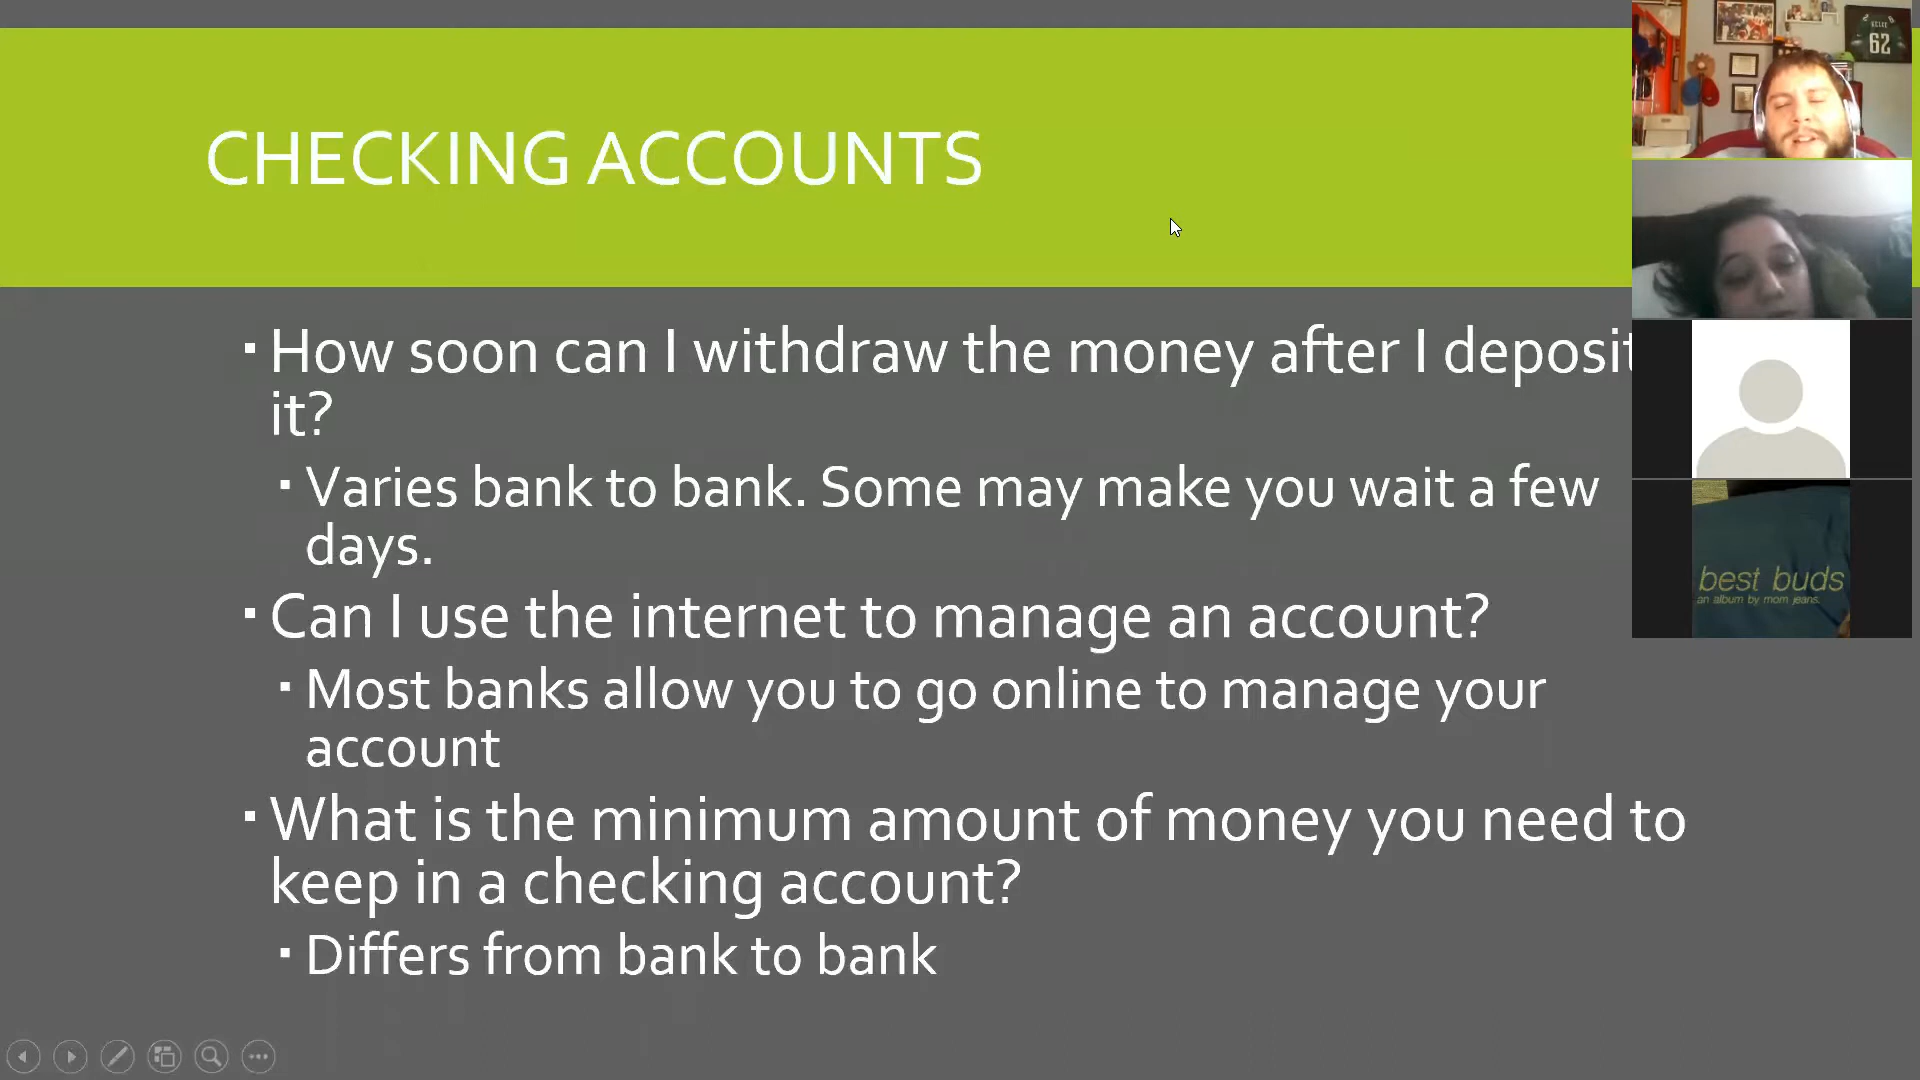 CHECKING ACCOUNTS
▪ How soon can I withdraw the money after I deposit
it?
▪ Varies bank to bank. Some may make you wait a few
days.
▪ Can I use the internet to manage an account?
▪ Most banks allow you to go online to manage your
account
▪ What is the minimum amount of money you need to
keep in a checking account?
▪ Differs from bank to bank
KELCE
62
best buds
an album by mom jeans.